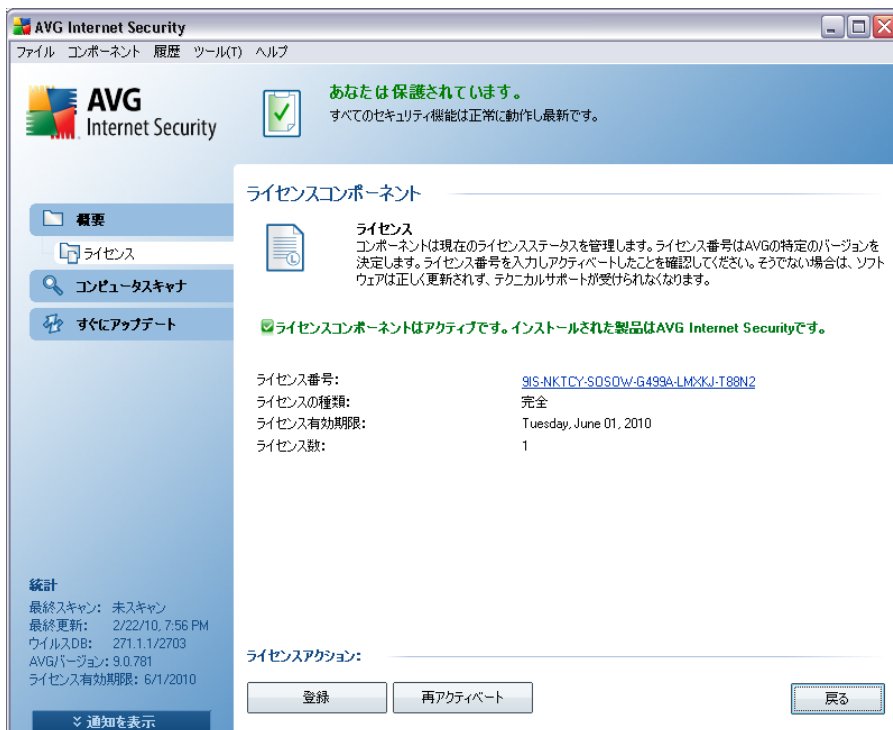 AVG Internet Security
ファイル コンポーネント 履歴 ツール(T) ヘルプ
AVG
Internet Security
あなたは保護されています。
すべてのセキュリティ機能は正常に動作し最新です。
概要
ライセンス
コンピュータスキャナ
すぐにアップデート
ライセンスコンポーネント
ライセンス
コンポーネントは現在のライセンスステータスを管理します。ライセンス番号はAVGの特定のバージョンを
決定します。ライセンス番号を入力しアクティベートしたことを確認してください。そうでない場合は、ソフト
ウェアは正しく更新されず、テクニカルサポートが受けられなくなります。
ライセンスコンポーネントはアクティブです。インストールされた製品はAVG Internet Securityです。
ライセンス番号: 9IS-NKTCY-SOSOW-G499A-LMXKJ-T88N2
ライセンスの種類: 完全
ライセンス有効期限: Tuesday, June 01, 2010
ライセンス数: 1
統計
最終スキャン: 未スキャン
最終更新: 2/22/10, 7:56 PM
ウイルスDB: 271.1.1/2703
AVGバージョン: 9.0.781
ライセンス有効期限: 6/1/2010
通知を表示
ライセンスアクション:
登録 再アクティベート 戻る